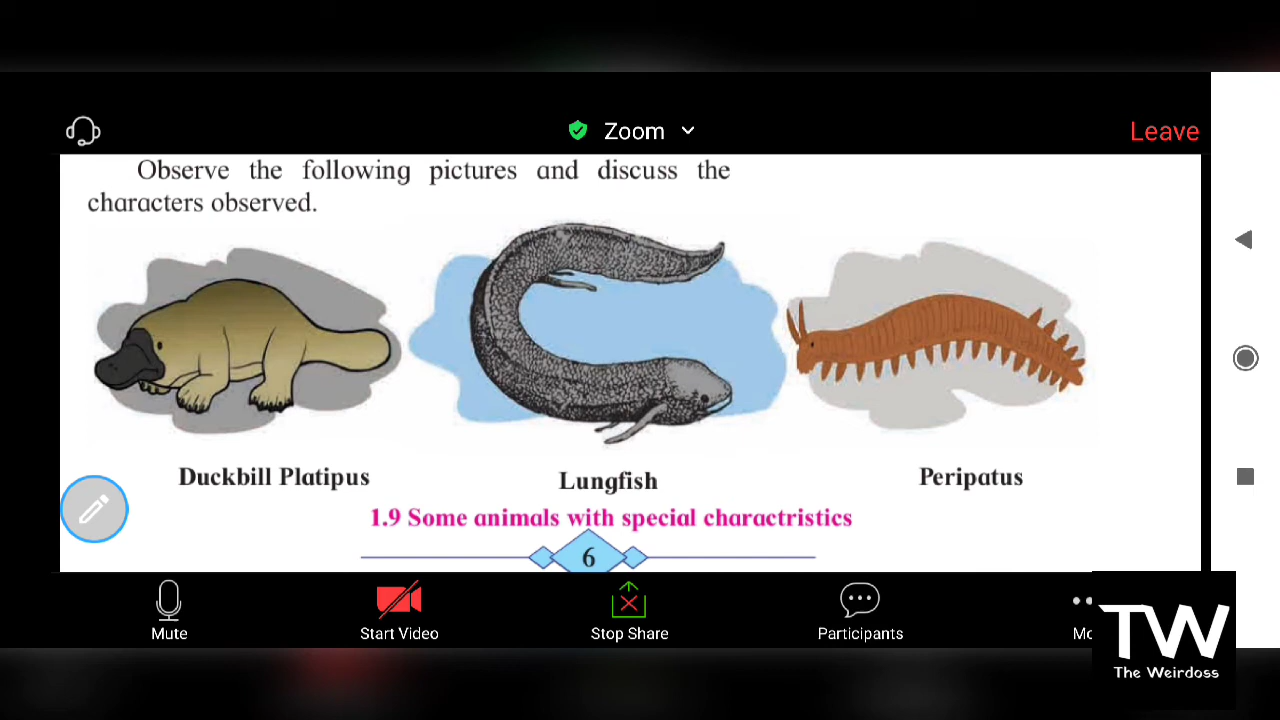 Zoom
Leave
Observe the following pictures and discuss the
characters observed.
Duckbill Platipus
Lungfish
Peripatus
1.9 Some animals with special charactristics
6
Mute
Start Video
Stop Share
Participants
Mo
TW
The Weirdoss